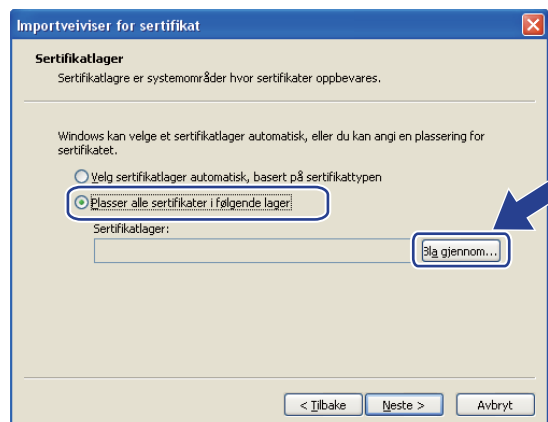 Importveiviser for sertifikat
Sertifikatlager
Sertifikatlagre er systemområder hvor sertifikater oppbevares.
Windows kan velge et sertifikatlager automatisk, eller du kan angi en plassering for
sertifikatet.
Velg sertifikatlager automatisk, basert på sertifikattypen
Plasser alle sertifikater i følgende lager
Sertifikatlager:
Bla gjennom...
< Tilbake
Neste >
Avbryt